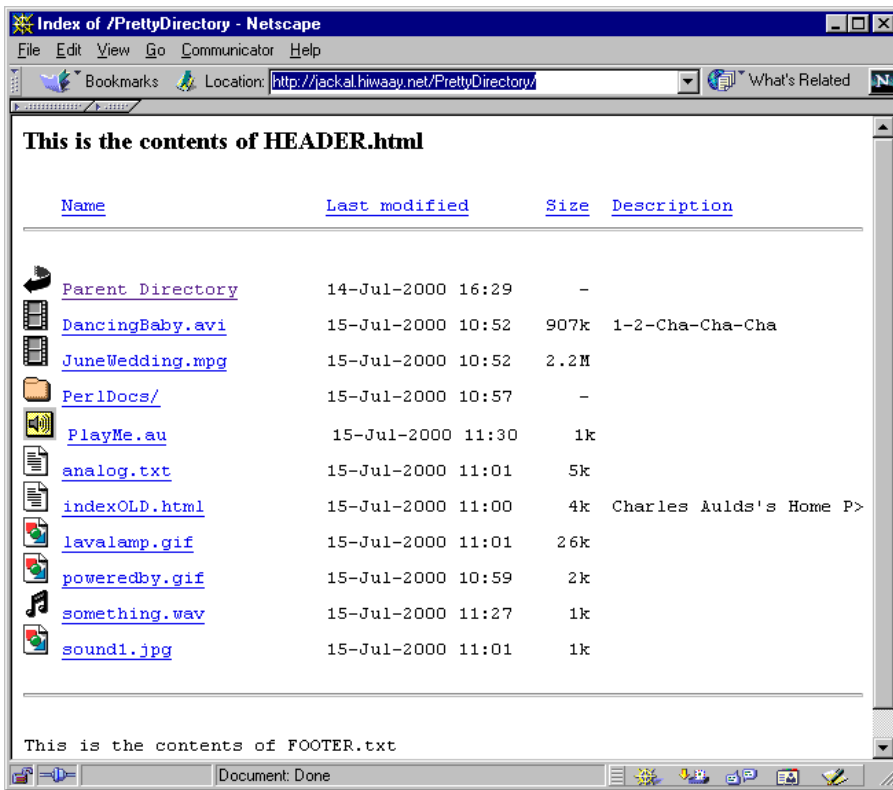 Index of /PrettyDirectory - Netscape
File Edit View Go Communicator Help
Bookmarks Location: http://jackal.hiwaay.net/PrettyDirectory/ What's Related N
This is the contents of HEADER.html
Name Last modified Size Description
Parent Directory 14-Jul-2000 16:29 -
DancingBaby.avi 15-Jul-2000 10:52 907k 1-2-Cha-Cha-Cha
JuneWedding.mpg 15-Jul-2000 10:52 2.2M
PerlDocs/ 15-Jul-2000 10:57 -
PlayMe.au 15-Jul-2000 11:30 1k
analog.txt 15-Jul-2000 11:01 5k
indexOLD.html 15-Jul-2000 11:00 4k Charles Aulds's Home P>
lavalamp.gif 15-Jul-2000 11:01 26k
poweredby.gif 15-Jul-2000 10:59 2k
something.wav 15-Jul-2000 11:27 1k
sound1.jpg 15-Jul-2000 11:01 1k
This is the contents of FOOTER.txt
Document: Done